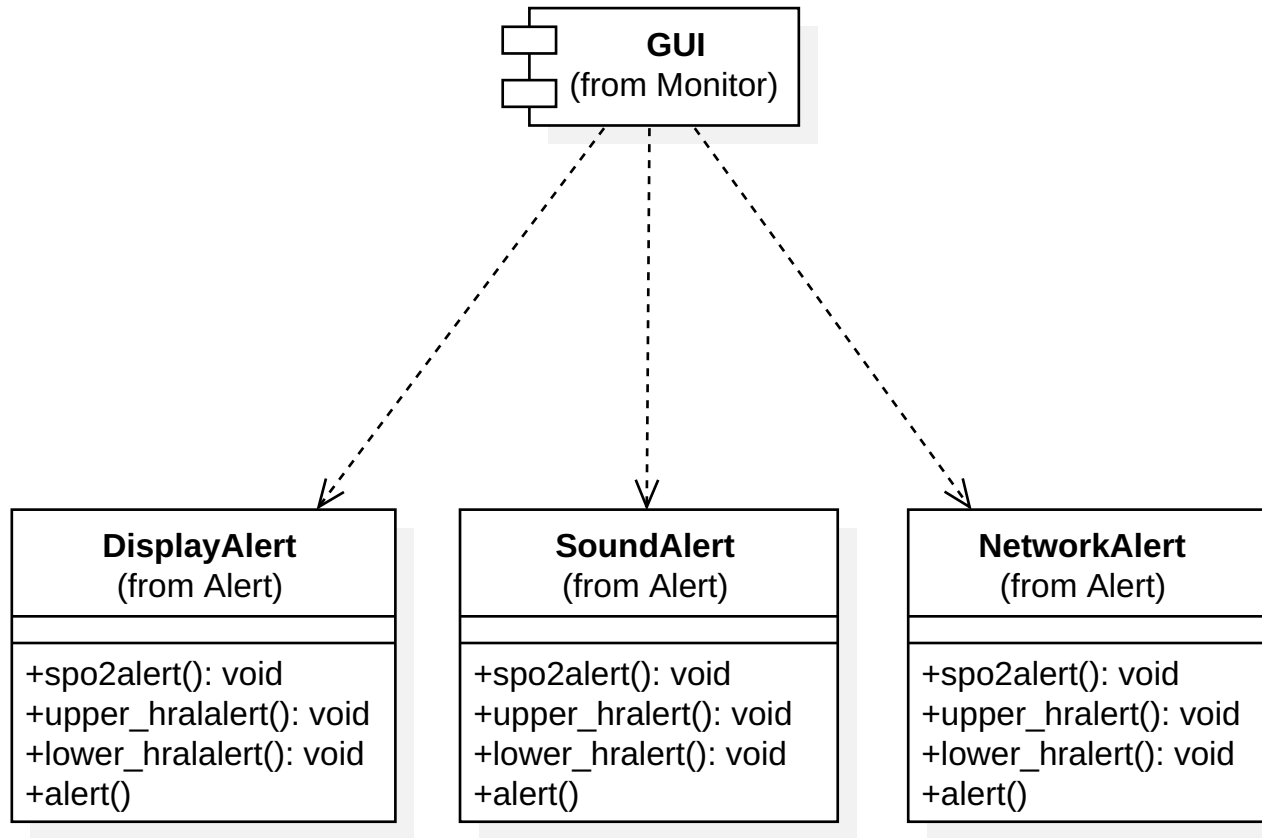 GUI
(from Monitor)
DisplayAlert
(from Alert)
+spo2alert(): void
+upper_hralalert(): void
+lower_hralalert(): void
+alert()
SoundAlert
(from Alert)
+spo2alert(): void
+upper_hralert(): void
+lower_hralert(): void
+alert()
NetworkAlert
(from Alert)
+spo2alert(): void
+upper_hralert(): void
+lower_hralert(): void
+alert()